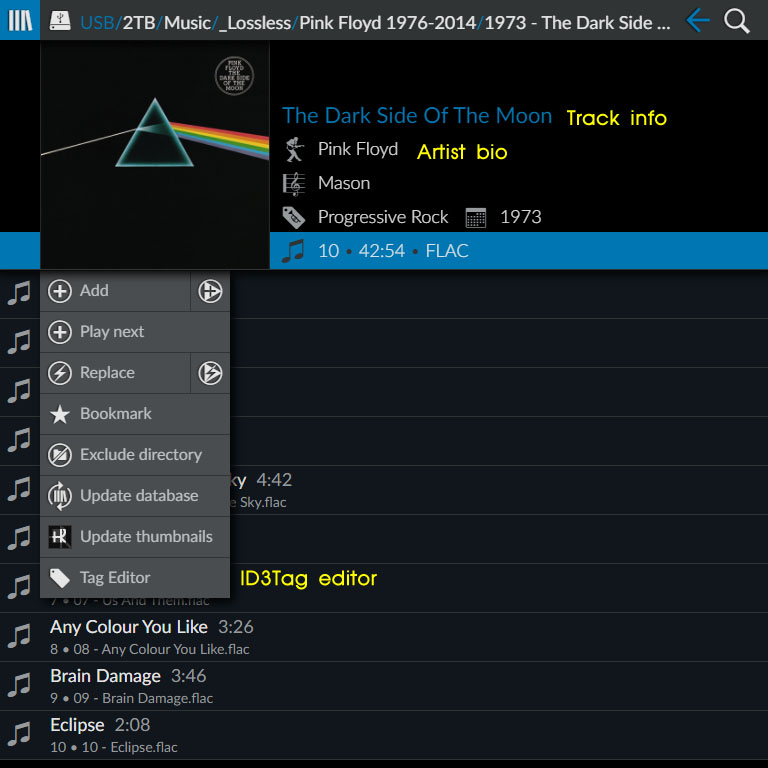 USB/2TB/Music/_Lossless/Pink Floyd 1976-2014/1973 - The Dark Side ...
PINK FLOYD THE DARK SIDE OF THE MOON
The Dark Side Of The Moon Track info
Pink Floyd Artist bio
Mason
Progressive Rock 1973
10 • 42:54 • FLAC
Add
Play next
Replace
Bookmark
Exclude directory
ky 4:42
Update database
e Sky.flac
Update thumbnails
Tag Editor ID3Tag editor
7 • 07 - Us And Them.flac
Any Colour You Like 3:26
8 • 08 - Any Colour You Like.flac
Brain Damage 3:46
9 • 09 - Brain Damage.flac
Eclipse 2:08
10 • 10 - Eclipse.flac